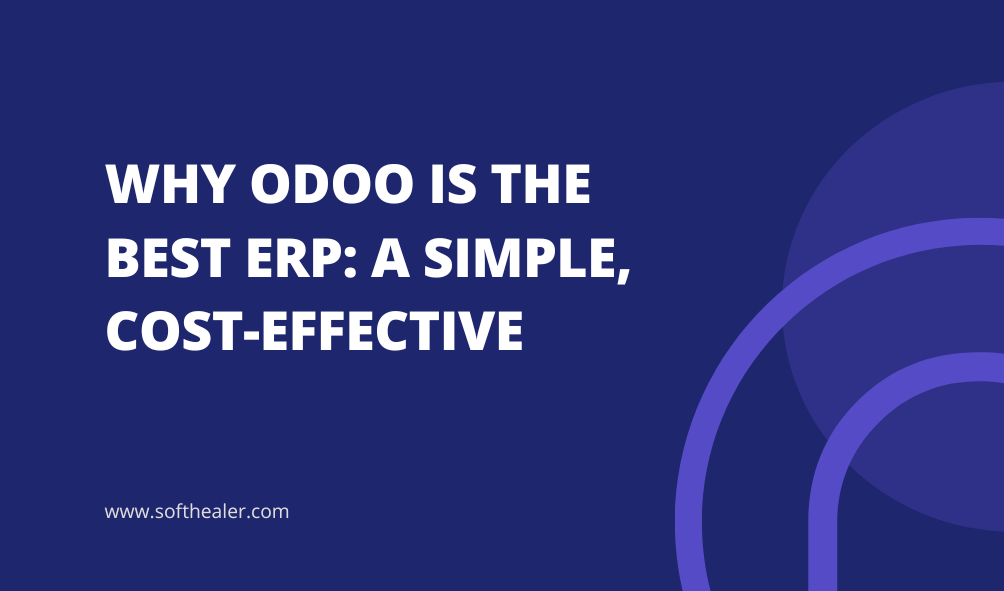 WHY ODOO IS THE
BEST ERP: A SIMPLE,
COST-EFFECTIVE
www.softhealer.com